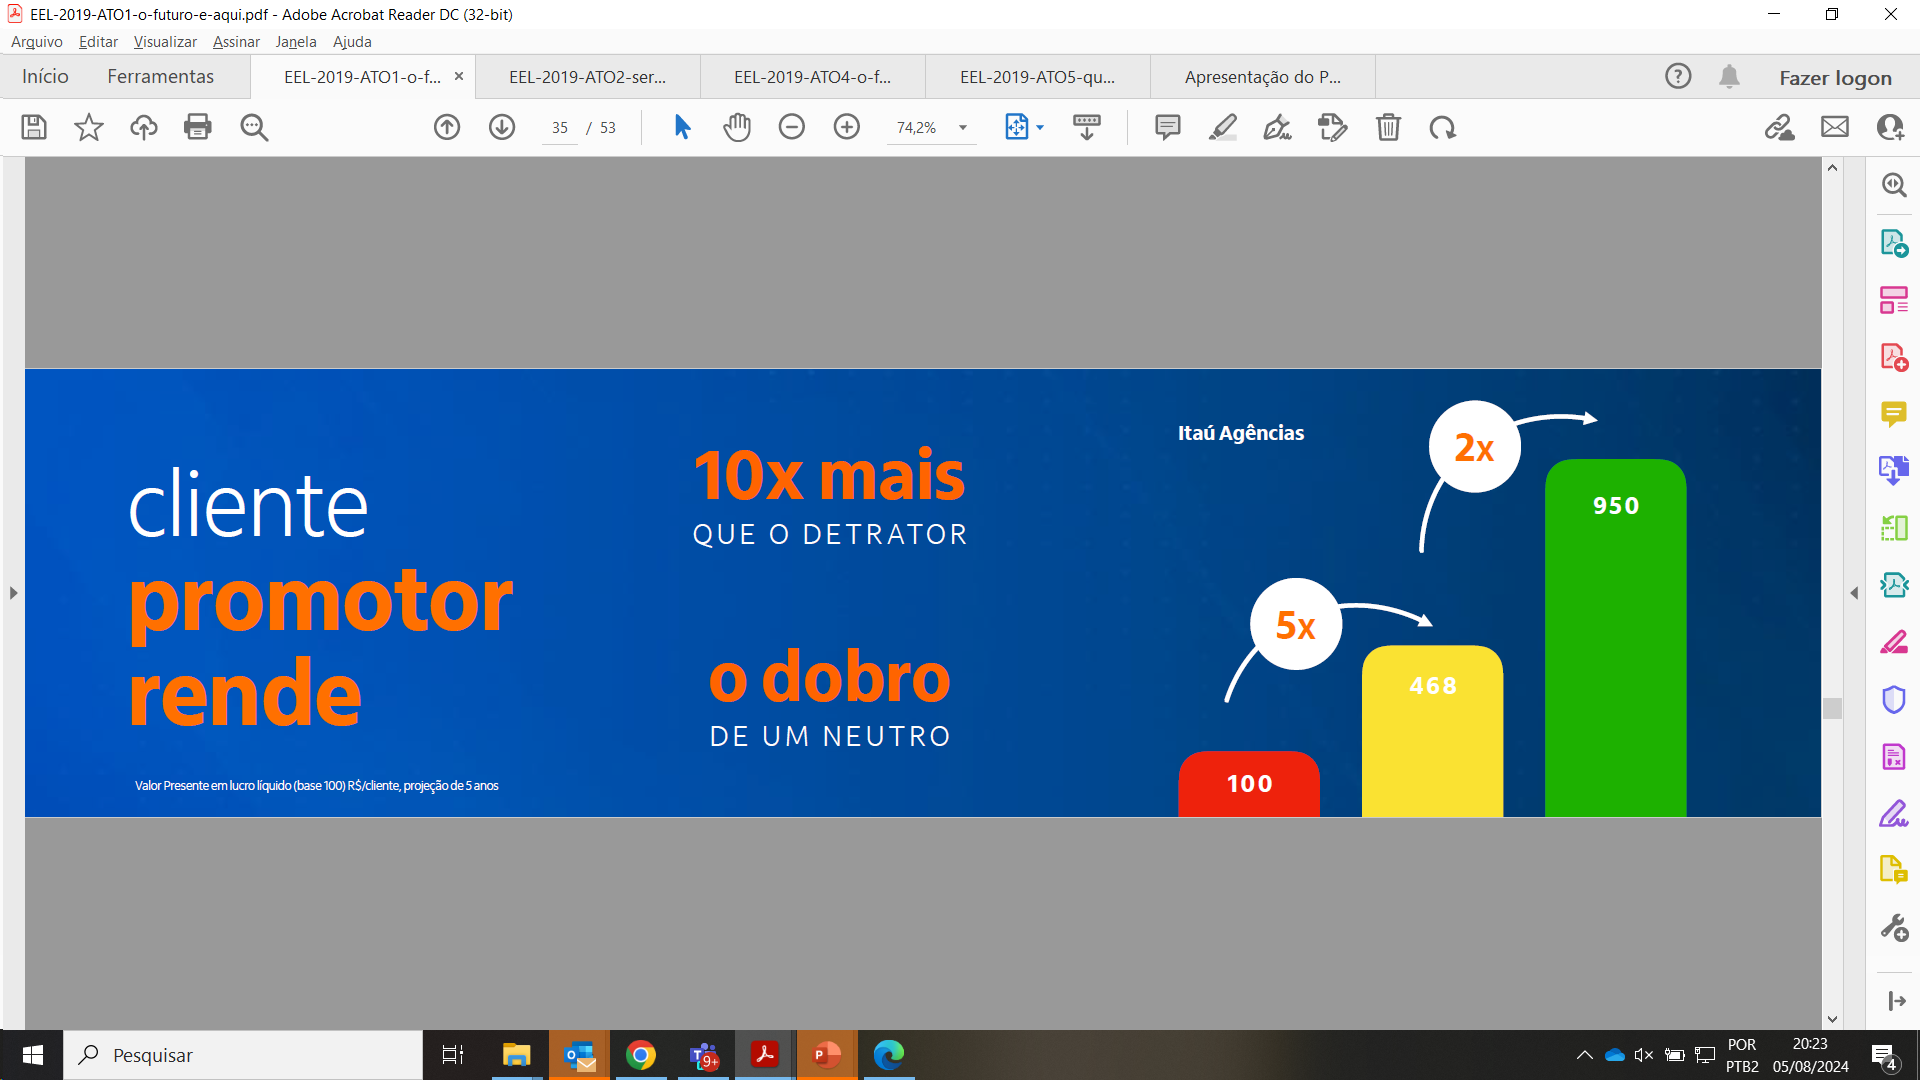 EEL-2019-ATO1-o-futuro-e-aqui.pdf - Adobe Acrobat Reader DC (32-bit)
Arquivo Editar Visualizar Assinar Janela Ajuda
Início Ferramentas EEL-2019-ATO1-o-f... EEL-2019-ATO2-ser... EEL-2019-ATO4-o-f... EEL-2019-ATO5-qu... Apresentação do P... Fazer logon
35 / 53 74,2%
cliente
promotor
rende
Valor Presente em lucro líquido (base 100) R$/cliente, projeção de 5 anos
10x mais
QUE O DETRATOR
o dobro
DE UM NEUTRO
Itaú Agências
2x
950
5x
468
100
Pesquisar
9+
POR
PTB2
20:23
05/08/2024
4